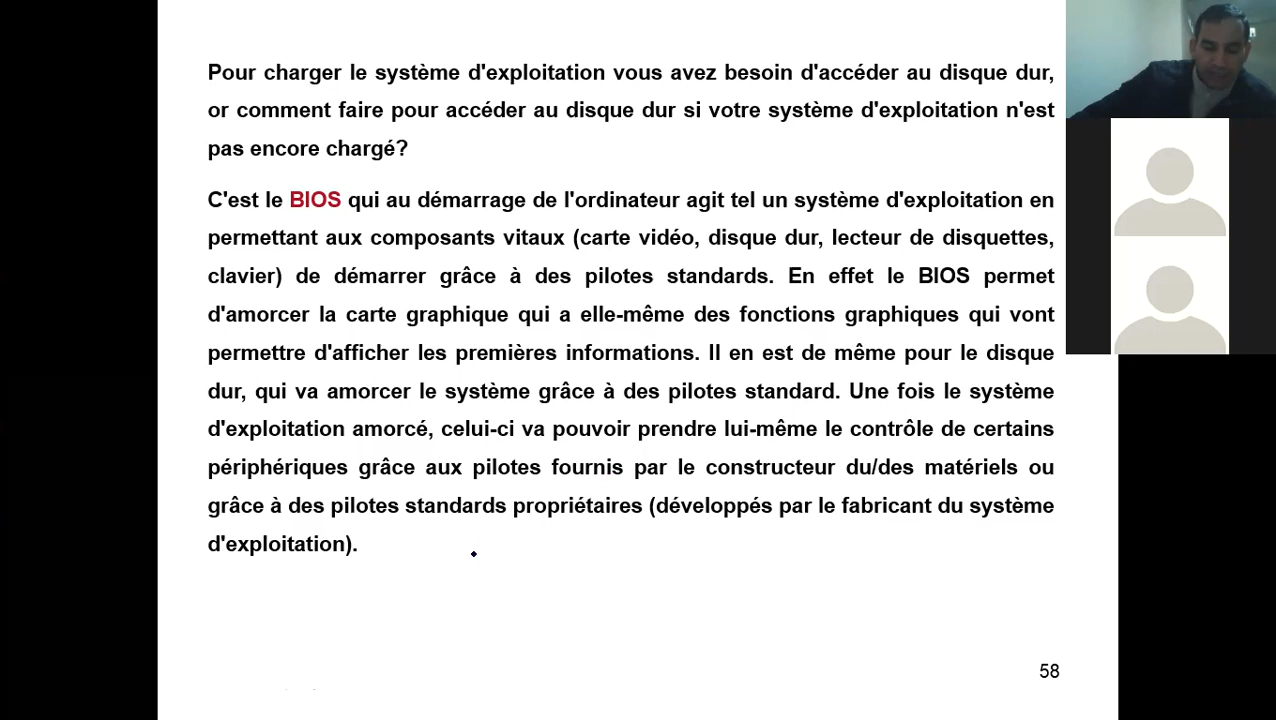 Pour charger le système d'exploitation vous avez besoin d'accéder au disque dur,
or comment faire pour accéder au disque dur si votre système d'exploitation n'est
pas encore chargé?
C'est le BIOS qui au démarrage de l'ordinateur agit tel un système d'exploitation en
permettant aux composants vitaux (carte vidéo, disque dur, lecteur de disquettes,
clavier) de démarrer grâce à des pilotes standards. En effet le BIOS permet
d'amorcer la carte graphique qui a elle-même des fonctions graphiques qui vont
permettre d'afficher les premières informations. Il en est de même pour le disque
dur, qui va amorcer le système grâce à des pilotes standard. Une fois le système
d'exploitation amorcé, celui-ci va pouvoir prendre lui-même le contrôle de certains
périphériques grâce aux pilotes fournis par le constructeur du/des matériels ou
grâce à des pilotes standards propriétaires (développés par le fabricant du système
d'exploitation).
58